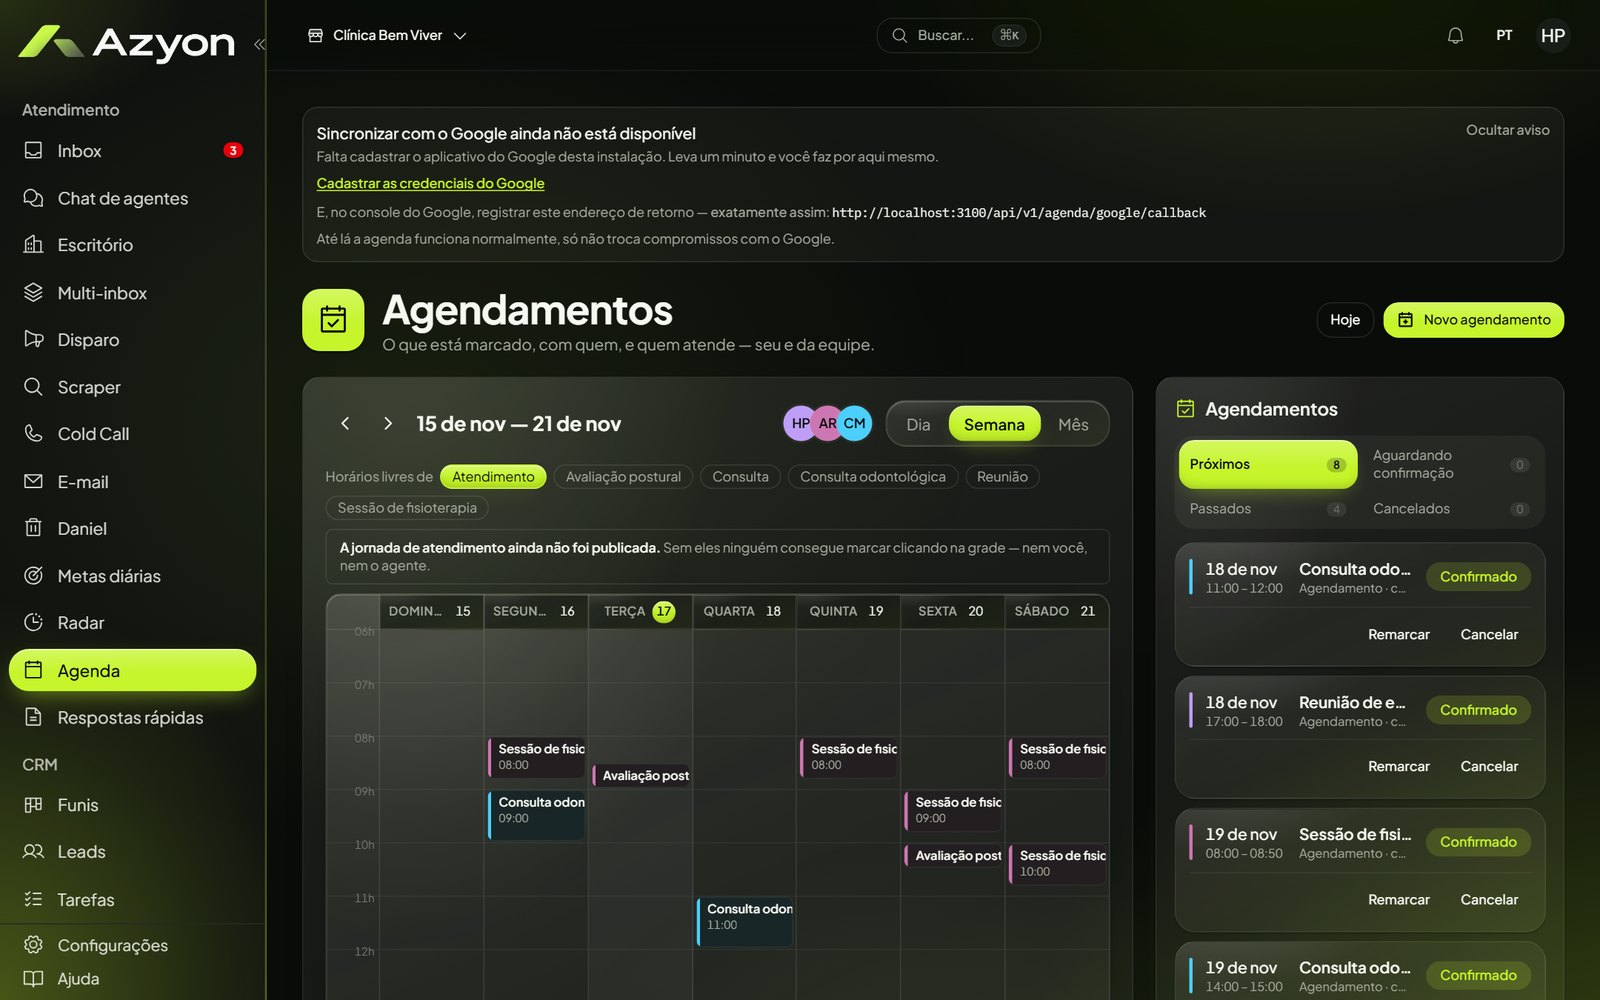 Azyon
Clínica Bem Viver
Buscar...
⌘K
PT
HP
Atendimento
Inbox
3
Chat de agentes
Escritório
Multi-inbox
Disparo
Scraper
Cold Call
E-mail
Daniel
Metas diárias
Radar
Agenda
Respostas rápidas
CRM
Funis
Leads
Tarefas
Configurações
Ajuda
Sincronizar com o Google ainda não está disponível
Ocultar aviso
Falta cadastrar o aplicativo do Google desta instalação. Leva um minuto e você faz por aqui mesmo.
Cadastrar as credenciais do Google
E, no console do Google, registrar este endereço de retorno — exatamente assim: http://localhost:3100/api/v1/agenda/google/callback
Até lá a agenda funciona normalmente, só não troca compromissos com o Google.
Agendamentos
O que está marcado, com quem, e quem atende — seu e da equipe.
Hoje
Novo agendamento
15 de nov — 21 de nov
HP AR CM
Dia Semana Mês
Horários livres de Atendimento Avaliação postural Consulta Consulta odontológica Reunião
Sessão de fisioterapia
A jornada de atendimento ainda não foi publicada. Sem eles ninguém consegue marcar clicando na grade — nem você,
nem o agente.
DOMIN... 15 SEGUN... 16 TERÇA 17 QUARTA 18 QUINTA 19 SEXTA 20 SÁBADO 21
06h
07h
08h
Sessão de fisic
08:00
Avaliação post
Sessão de fisic
08:00
Sessão de fisic
08:00
09h
Consulta odon
09:00
Sessão de fisic
09:00
10h
Avaliação post
Sessão de fisic
10:00
11h
Consulta odon
11:00
12h
Agendamentos
Próximos 8
Aguardando
confirmação
0
Passados 4
Cancelados 0
18 de nov Consulta odo... Confirmado
11:00 – 12:00 Agendamento · c...
Remarcar Cancelar
18 de nov Reunião de e... Confirmado
17:00 – 18:00 Agendamento · c...
Remarcar Cancelar
19 de nov Sessão de fisi... Confirmado
08:00 – 08:50 Agendamento · c...
Remarcar Cancelar
19 de nov Consulta odo... Confirmado
14:00 – 15:00 Agendamento · c...